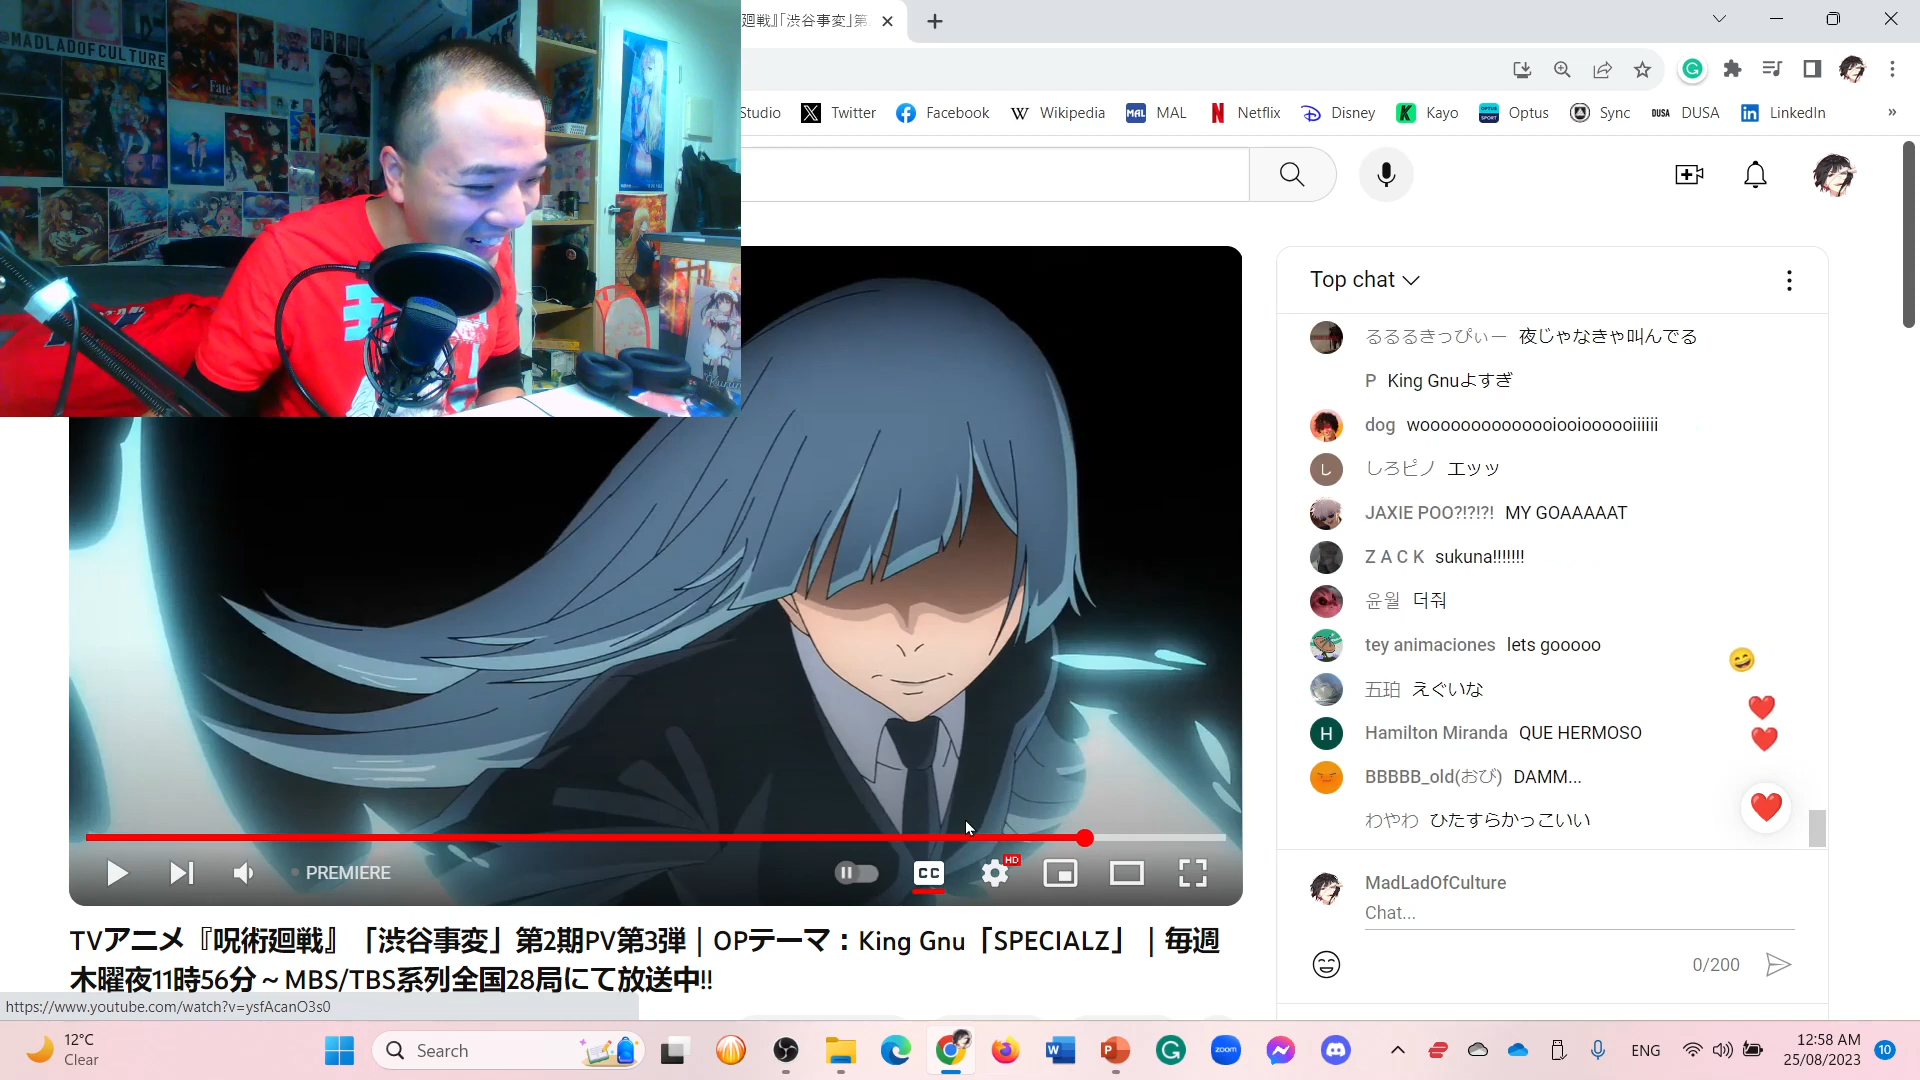 @MADLADOFCULTURE
Fate
廻戦』「渋谷事変」第
Studio
Twitter
Facebook
Wikipedia
MAL
MAL
Netflix
Disney
Kayo
Optus
Sync
DUSA
DUSA
LinkedIn
»
Top chat
るるるきっぴぃー 夜じゃなきゃ叫んでる
P King Gnuよすぎ
dog woooooooooooooiooioooooiiiiii
し
しろピノ エッッ
JAXIE POO?!?!?! MY GOAAAAAT
Z A C K sukuna!!!!!!!
윤월 더줘
tey animaciones lets gooooo
五珀 えぐいな
H
Hamilton Miranda QUE HERMOSO
BBBBB_old(おび) DAMM...
わやわ ひたすらかっこいい
PREMIERE
CC
HD
MadLadOfCulture
Chat...
0/200
TVアニメ『呪術廻戦』「渋谷事変」第2期PV第3弾｜OPテーマ：King Gnu「SPECIALZ」｜毎週
木曜夜11時56分～MBS/TBS系列全国28局にて放送中!!
https://www.youtube.com/watch?v=ysfAcanO3s0
12°C
Clear
Search
zoom
ENG
12:58 AM
25/08/2023
10